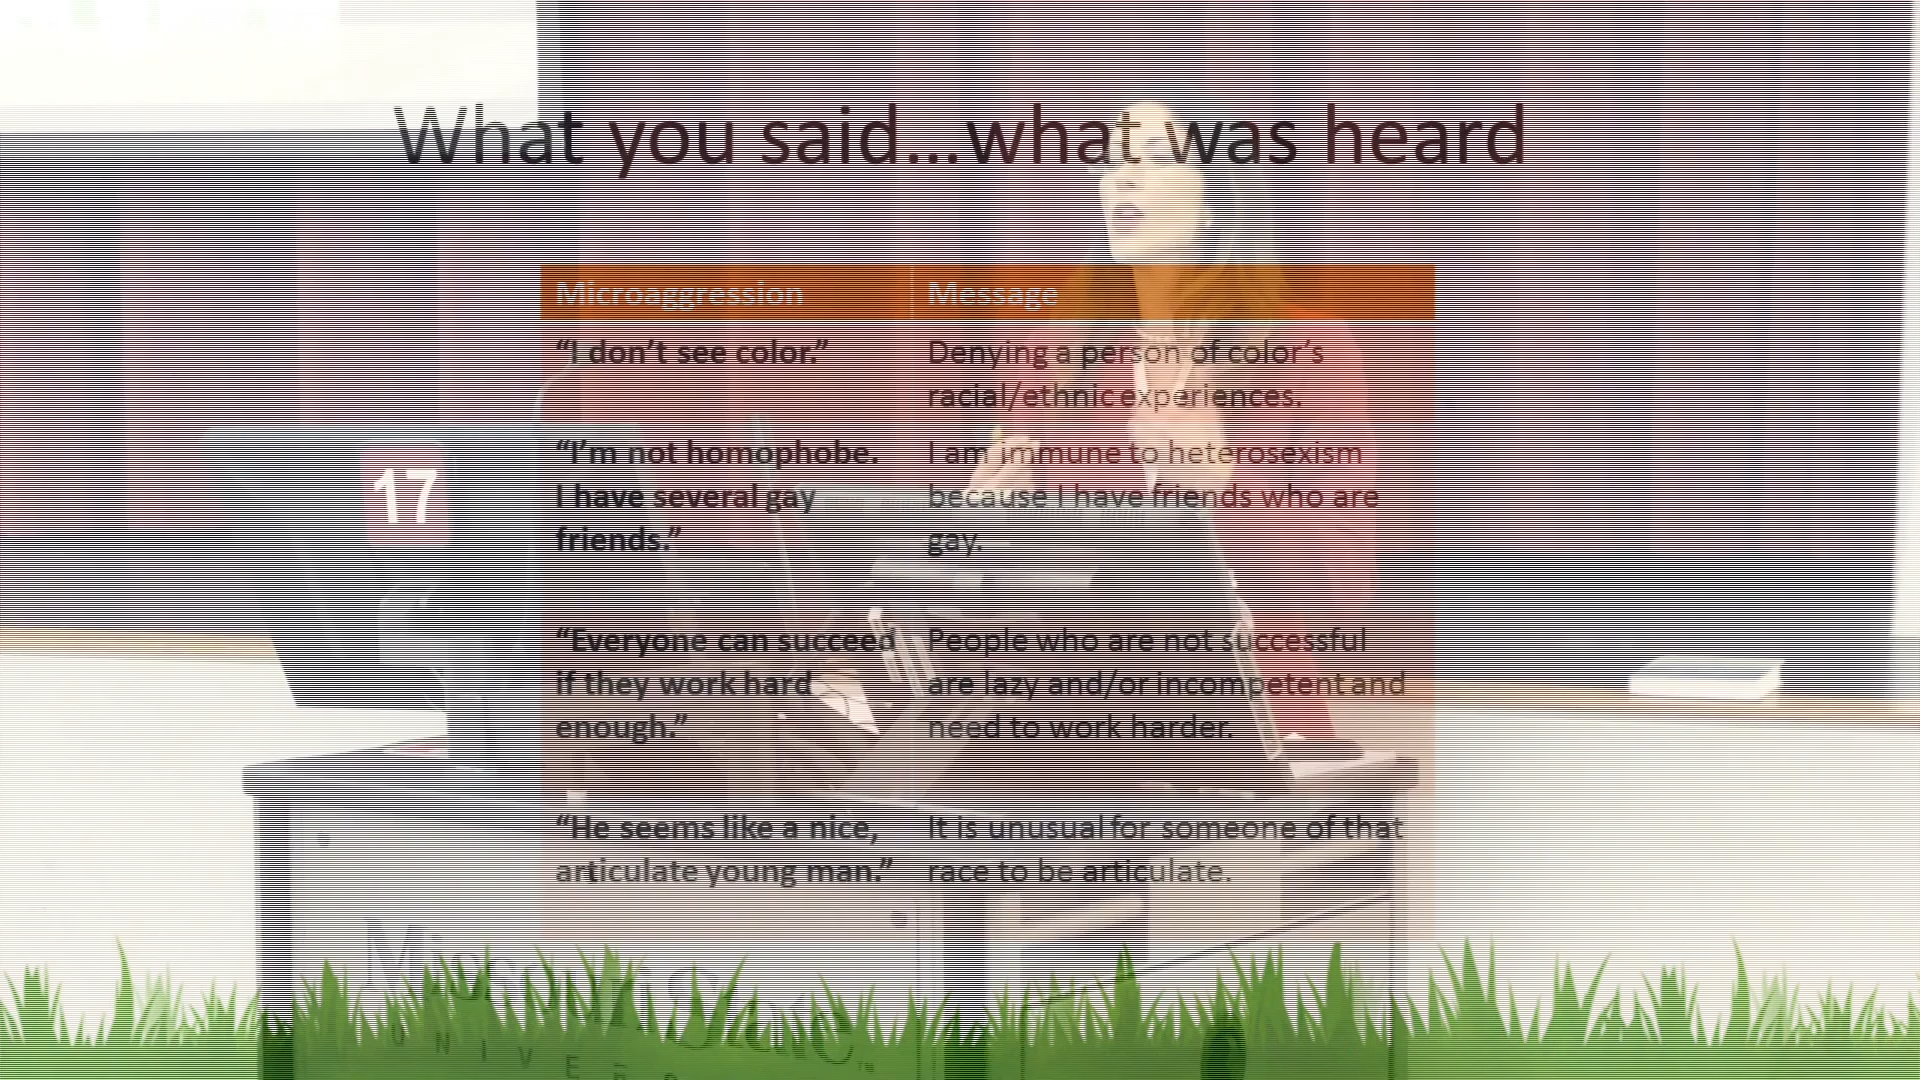 What you said...what was heard
Microaggression
Message
“I don’t see color.”
Denying a person of color’s
racial/ethnic experiences.
“I’m not homophobe.
I have several gay
friends.”
I am immune to heterosexism
because I have friends who are
gay.
“Everyone can succeed
if they work hard
enough.”
People who are not successful
are lazy and/or incompetent and
need to work harder.
“He seems like a nice,
articulate young man.”
It is unusual for someone of that
race to be articulate.
17
Missouri State